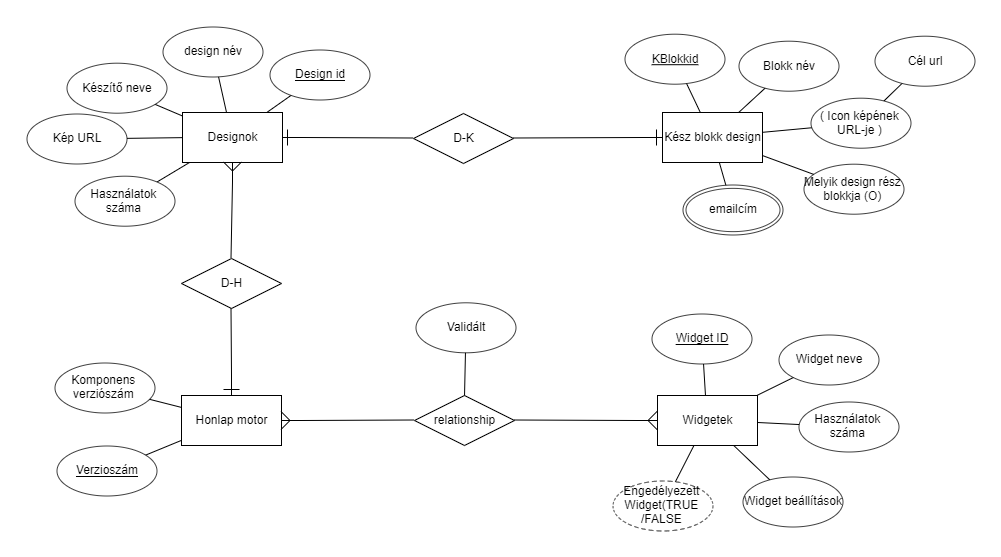 design név
Design id
Készítő neve
Kép URL
Használatok
száma
Designok
D-K
KBlokkid
Blokk név
Cél url
( Icon képének
URL-je )
Kész blokk design
Melyik design rész
blokkja (O)
emailcím
D-H
Validált
Komponens
verziószám
Honlap motor
Verzioszám
relationship
Widget ID
Widget neve
Widgetek
Használatok
száma
Engedélyezett
Widget(TRUE
/FALSE
Widget beállítások